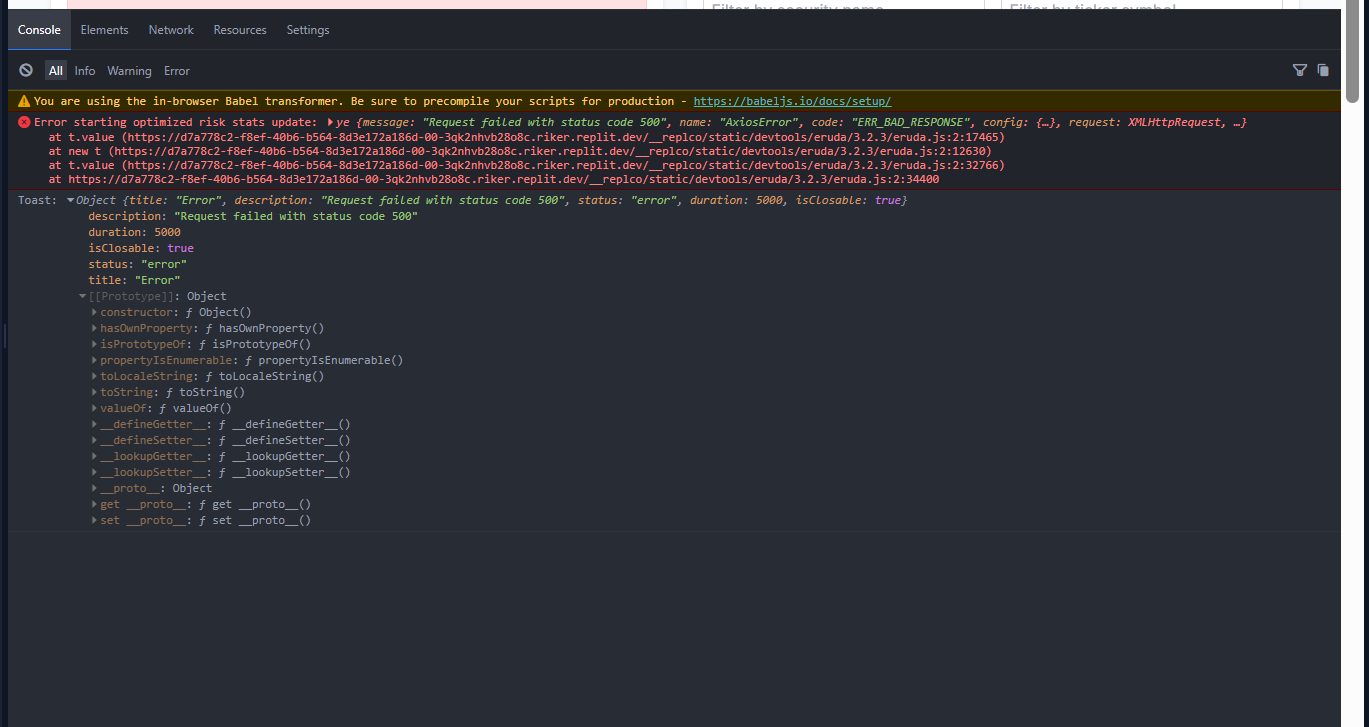 Filter by security name
Filter by ticker symbol
Console
Elements
Network
Resources
Settings
All
Info
Warning
Error
You are using the in-browser Babel transformer. Be sure to precompile your scripts for production - https://babeljs.io/docs/setup/
Error starting optimized risk stats update: ye {message: "Request failed with status code 500", name: "AxiosError", code: "ERR_BAD_RESPONSE", config: {…}, request: XMLHttpRequest, …}
at t.value (https://d7a778c2-f8ef-40b6-b564-8d3e172a186d-00-3qk2nhvb28o8c.riker.replit.dev/__replco/static/devtools/eruda/3.2.3/eruda.js:2:17465)
at new t (https://d7a778c2-f8ef-40b6-b564-8d3e172a186d-00-3qk2nhvb28o8c.riker.replit.dev/__replco/static/devtools/eruda/3.2.3/eruda.js:2:12630)
at t.value (https://d7a778c2-f8ef-40b6-b564-8d3e172a186d-00-3qk2nhvb28o8c.riker.replit.dev/__replco/static/devtools/eruda/3.2.3/eruda.js:2:32766)
at https://d7a778c2-f8ef-40b6-b564-8d3e172a186d-00-3qk2nhvb28o8c.riker.replit.dev/__replco/static/devtools/eruda/3.2.3/eruda.js:2:34400
Toast: Object {title: "Error", description: "Request failed with status code 500", status: "error", duration: 5000, isClosable: true}
description: "Request failed with status code 500"
duration: 5000
isClosable: true
status: "error"
title: "Error"
[[Prototype]]: Object
constructor: ƒ Object()
hasOwnProperty: ƒ hasOwnProperty()
isPrototypeOf: ƒ isPrototypeOf()
propertyIsEnumerable: ƒ propertyIsEnumerable()
toLocaleString: ƒ toLocaleString()
toString: ƒ toString()
valueOf: ƒ valueOf()
__defineGetter__: ƒ __defineGetter__()
__defineSetter__: ƒ __defineSetter__()
__lookupGetter__: ƒ __lookupGetter__()
__lookupSetter__: ƒ __lookupSetter__()
__proto__: Object
get __proto__: ƒ get __proto__()
set __proto__: ƒ set __proto__()